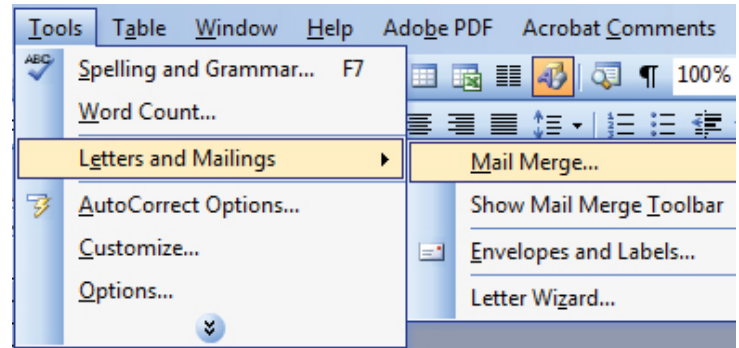 Tools Table Window Help Adobe PDF Acrobat Comments
ABC Spelling and Grammar... F7
100%
Word Count...
Letters and Mailings
Mail Merge...
AutoCorrect Options...
Show Mail Merge Toolbar
Customize...
Envelopes and Labels...
Options...
Letter Wizard...